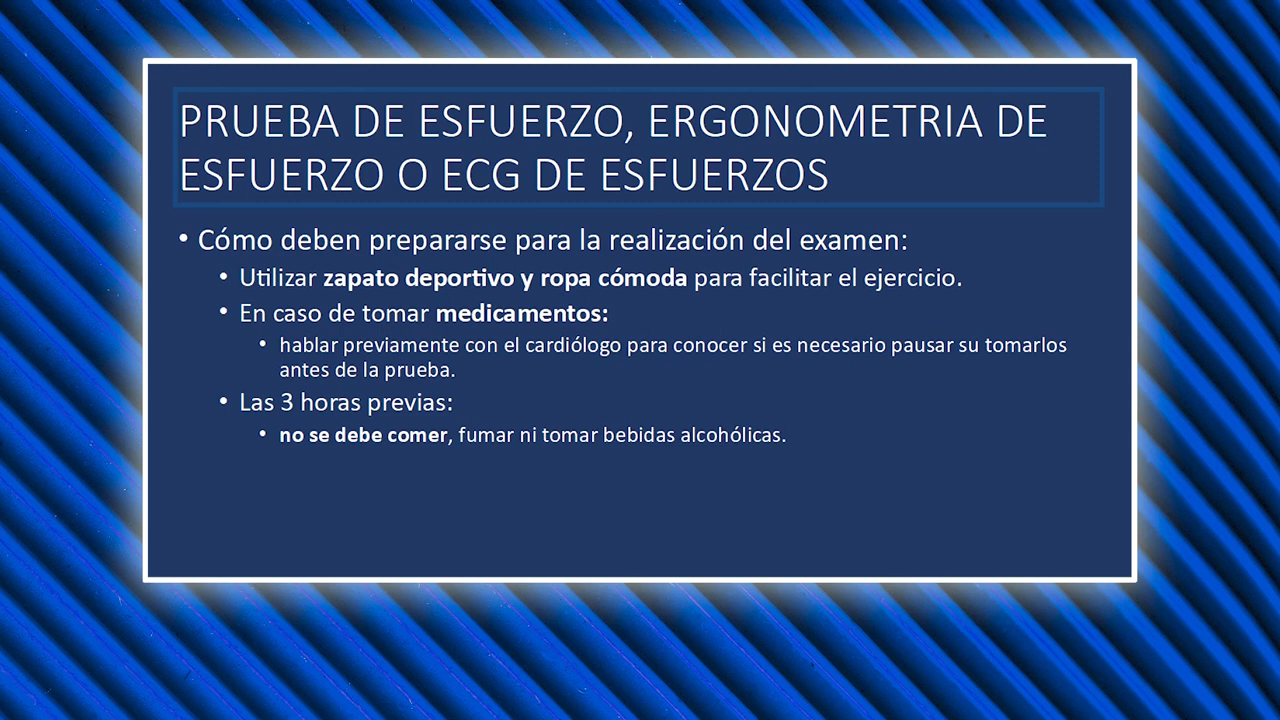 PRUEBA DE ESFUERZO, ERGONOMETRIA DE
ESFUERZO O ECG DE ESFUERZOS
• Cómo deben prepararse para la realización del examen:
• Utilizar zapato deportivo y ropa cómoda para facilitar el ejercicio.
• En caso de tomar medicamentos:
• hablar previamente con el cardiólogo para conocer si es necesario pausar su tomarlos
antes de la prueba.
• Las 3 horas previas:
• no se debe comer, fumar ni tomar bebidas alcohólicas.